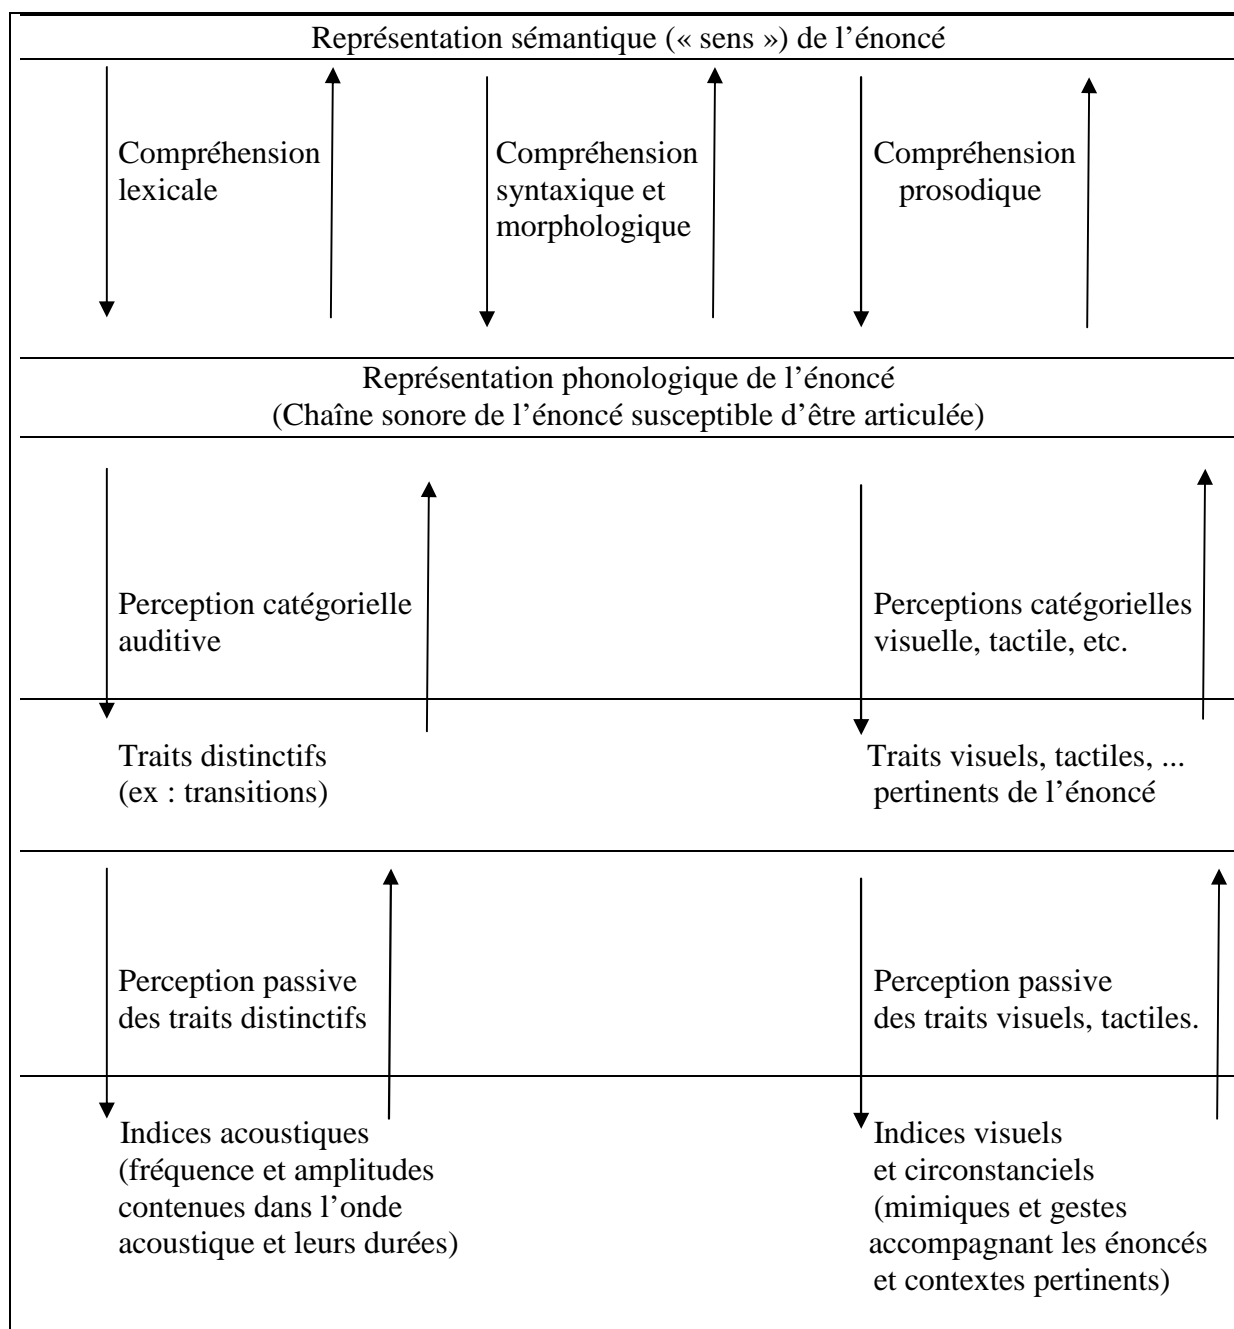 Représentation sémantique (« sens ») de l’énoncé
Compréhension
lexicale
Compréhension
syntaxique et
morphologique
Compréhension
prosodique
Représentation phonologique de l’énoncé
(Chaîne sonore de l’énoncé susceptible d’être articulée)
Perception catégorielle
auditive
Perceptions catégorielles
visuelle, tactile, etc.
Traits distinctifs
(ex : transitions)
Traits visuels, tactiles, ...
pertinents de l’énoncé
Perception passive
des traits distinctifs
Perception passive
des traits visuels, tactiles.
Indices acoustiques
(fréquence et amplitudes
contenues dans l’onde
acoustique et leurs durées)
Indices visuels
et circonstanciels
(mimiques et gestes
accompagnant les énoncés
et contextes pertinents)